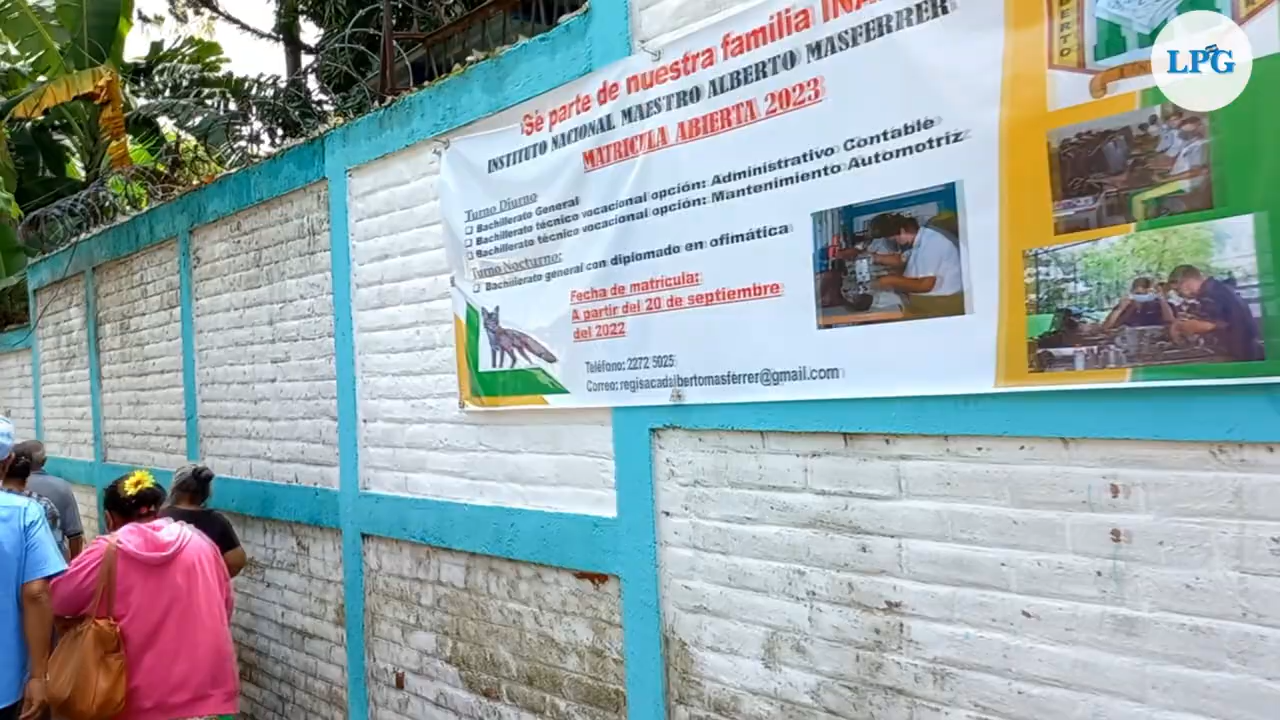 Sé parte de nuestra familia
INSTITUTO NACIONAL MAESTRO ALBERTO MASFERRER
MATRICULA ABIERTA 2023
Turno Diurno
❑ Bachillerato General
❑ Bachillerato técnico vocacional opción: Administrativo Contable
❑ Bachillerato técnico vocacional opción: Mantenimiento Automotriz
Turno Nocturno:
❑ Bachillerato general con diplomado en ofimática
Fecha de matrícula:
A partir del 20 de septiembre
del 2022
Teléfono: 2272 5025
Correo: regisacadalbertomasferrer@gmail.com
LPG